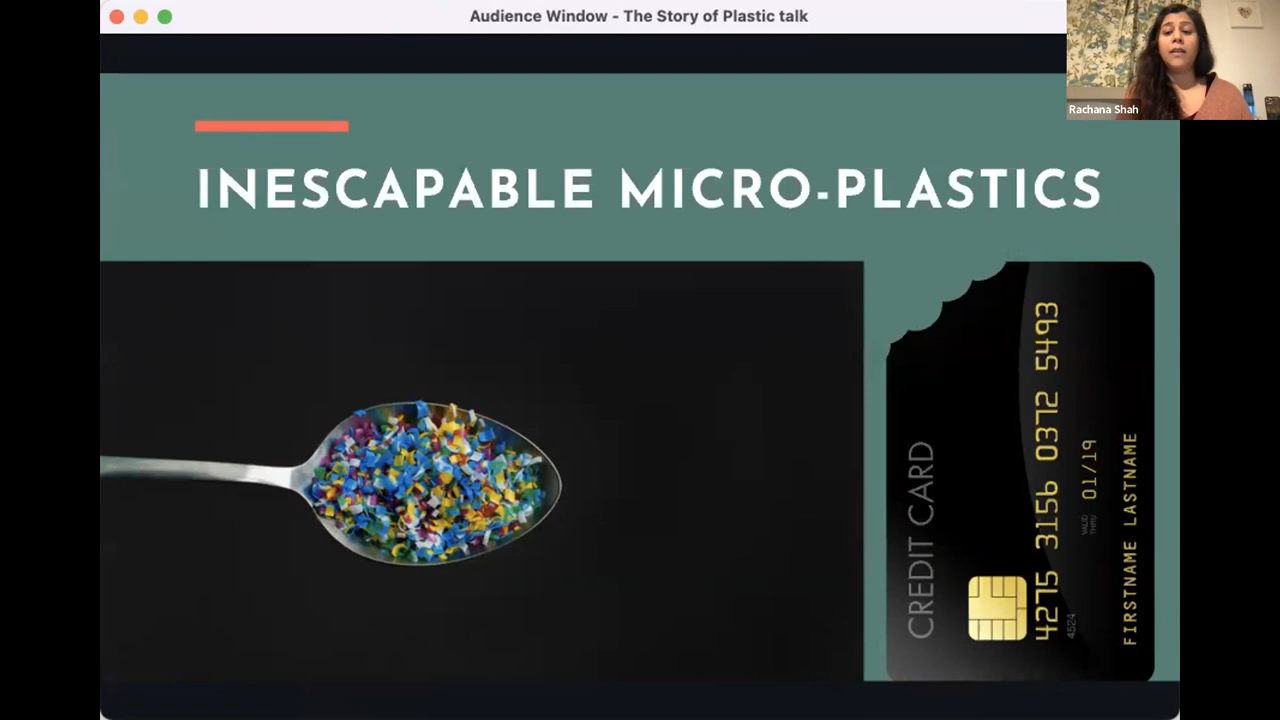 Audience Window - The Story of Plastic talk
Rachana Shah
INESCAPABLE MICRO-PLASTICS
CREDIT CARD
4275 3156 0372 5493
4524
VALID
THRU
01/19
FIRSTNAME LASTNAME